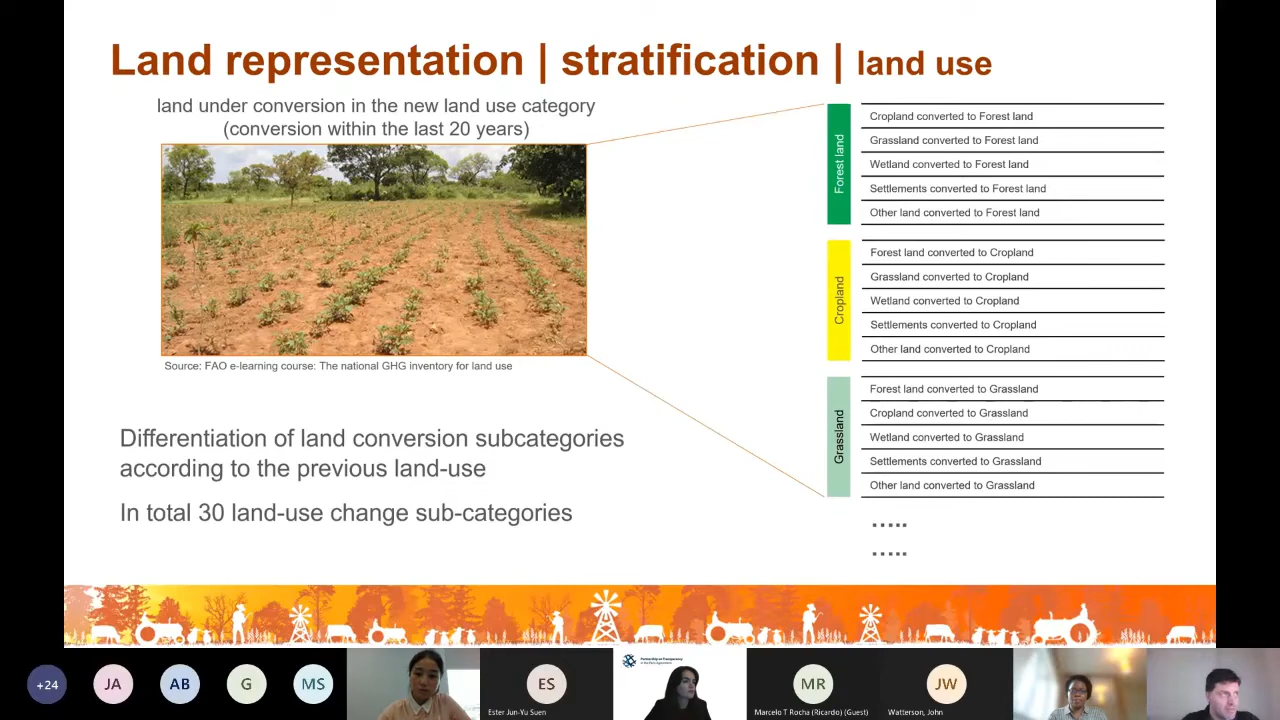 Land representation | stratification | land use
land under conversion in the new land use category
(conversion within the last 20 years)
Source: FAO e-learning course: The national GHG inventory for land use
Differentiation of land conversion subcategories
according to the previous land-use
In total 30 land-use change sub-categories
Forest land
Cropland converted to Forest land
Grassland converted to Forest land
Wetland converted to Forest land
Settlements converted to Forest land
Other land converted to Forest land
Cropland
Forest land converted to Cropland
Grassland converted to Cropland
Wetland converted to Cropland
Settlements converted to Cropland
Other land converted to Cropland
Grassland
Forest land converted to Grassland
Cropland converted to Grassland
Wetland converted to Grassland
Settlements converted to Grassland
Other land converted to Grassland
.....
.....
+24
JA
AB
G
MS
ES
Ester Jun-Yu Suen
Partnership on Transparency
in the Paris Agreement
MR
Marcelo T Rocha (Ricardo) (Guest)
JW
Watterson, John